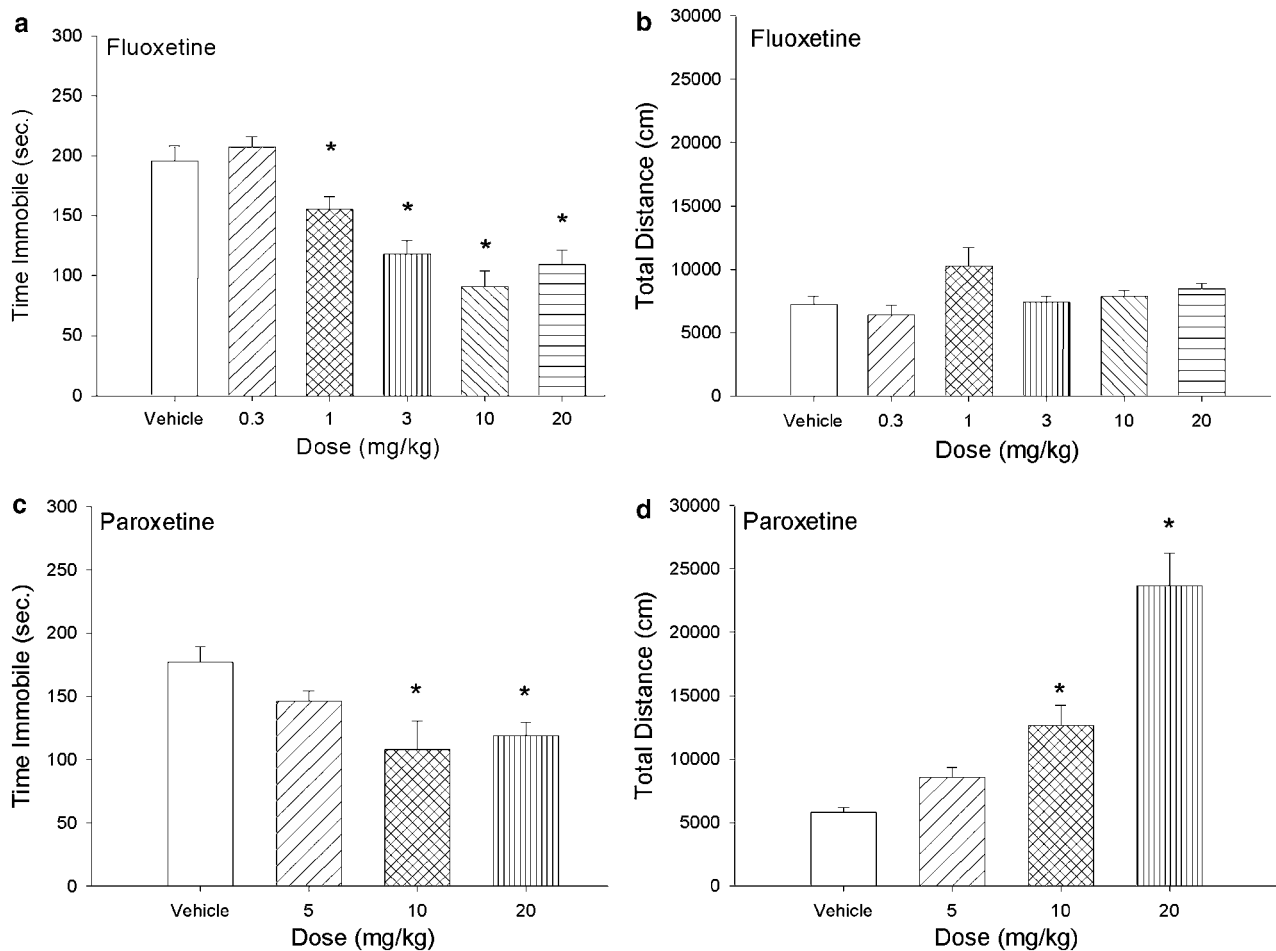 a
Fluoxetine
Time Immobile (sec.)
300
250
200
150
100
50
0
*
*
*
*
Vehicle 0.3 1 3 10 20
Dose (mg/kg)
b
Fluoxetine
Total Distance (cm)
30000
25000
20000
15000
10000
5000
0
Vehicle 0.3 1 3 10 20
Dose (mg/kg)
c
Paroxetine
Time Immobile (sec.)
300
250
200
150
100
50
0
*
*
Vehicle 5 10 20
Dose (mg/kg)
d
Paroxetine
Total Distance (cm)
30000
25000
20000
15000
10000
5000
0
*
*
Vehicle 5 10 20
Dose (mg/kg)